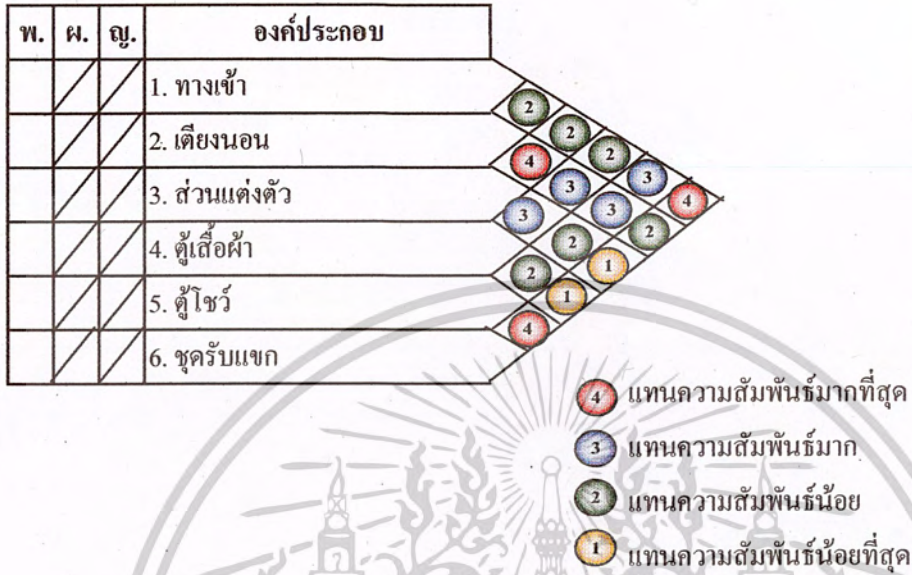 พ. ผ. ญ. องค์ประกอบ
1. ทางเข้า
2
2
2. เตียงนอน
2
4
3
3
4
3. ส่วนแต่งตัว
3
3
2
4. ตู้เสื้อผ้า
2
1
2
1
5. ตู้โชว์
4
6. ชุดรับแขก
4 แทนความสัมพันธ์มากที่สุด
3 แทนความสัมพันธ์มาก
2 แทนความสัมพันธ์น้อย
1 แทนความสัมพันธ์น้อยที่สุด